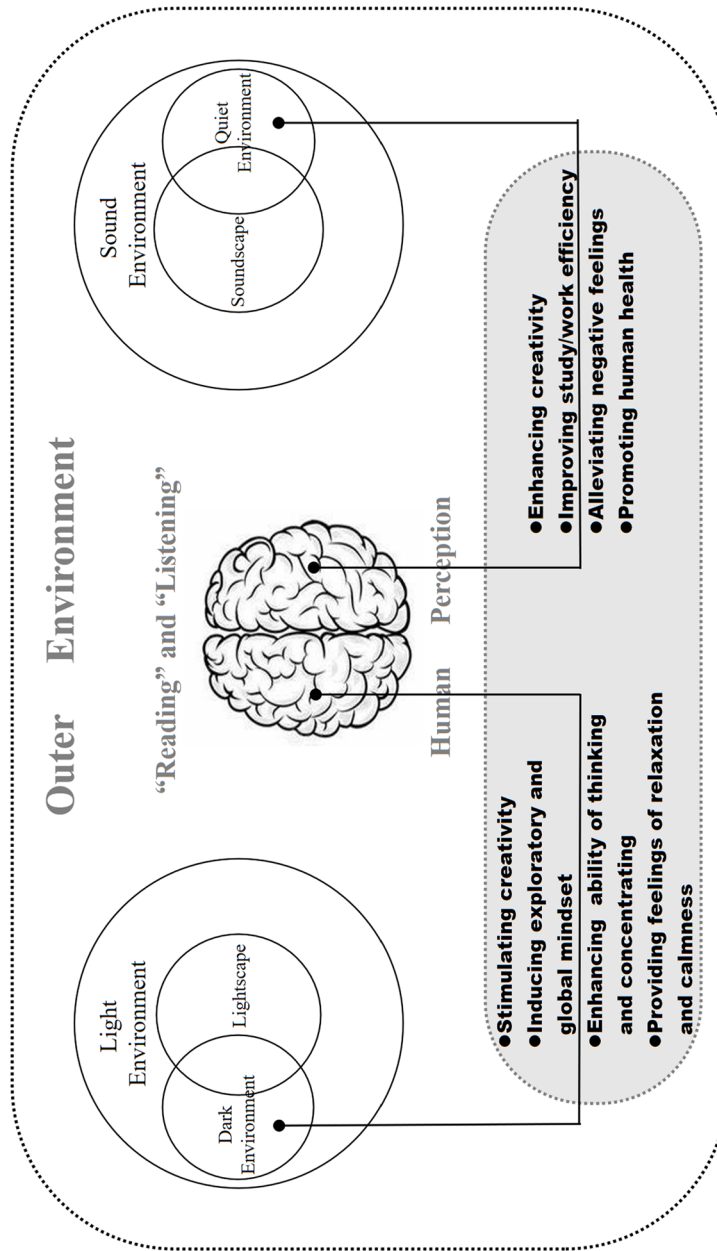 Outer Environment
“Reading” and “Listening”
Light
Environment
Dark
Environment
Lightscape
Sound
Environment
Soundscape
Quiet
Environment
Human Perception
●Stimulating creativity
●Inducing exploratory and
global mindset
●Enhancing ability of thinking
and concentrating
●Providing feelings of relaxation
and calmness
●Enhancing creativity
●Improving study/work efficiency
●Alleviating negative feelings
●Promoting human health